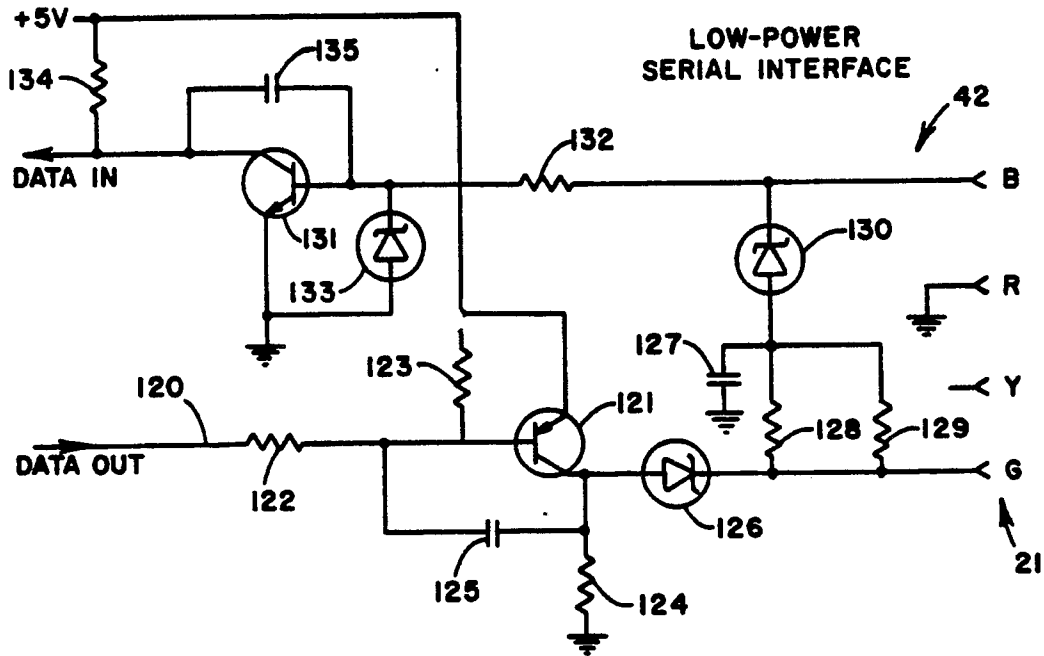 +5V
LOW-POWER
SERIAL INTERFACE
135
134
42
132
DATA IN
B
131
130
133
R
127
123
120
121
Y
128
129
DATA OUT
G
122
126
125
21
124